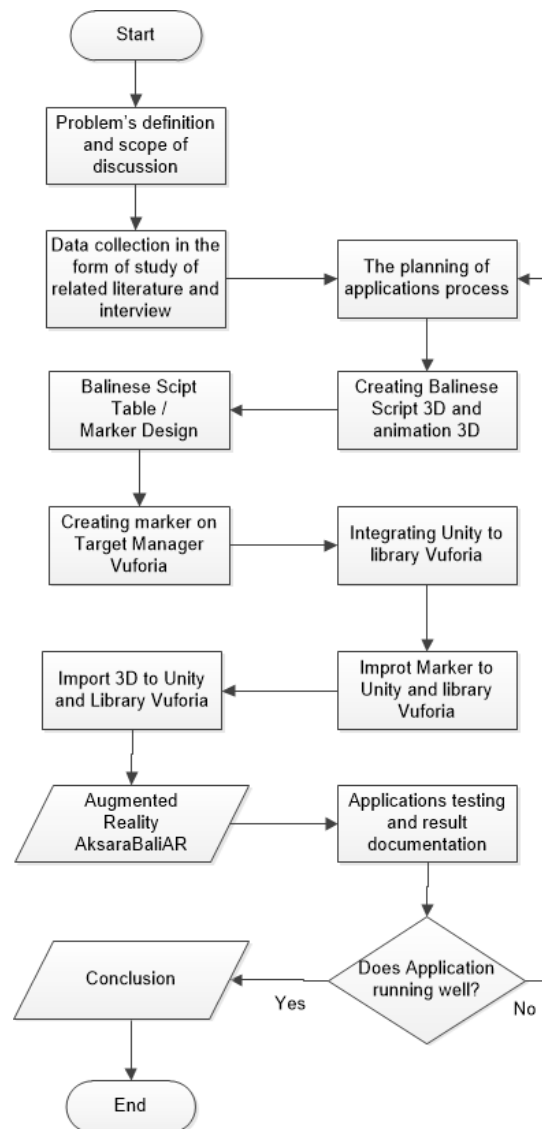 Start
Problem's definition
and scope of
discussion
Data collection in the
form of study of
related literature and
interview
The planning of
applications process
Creating Balinese
Script 3D and
animation 3D
Balinese Scipt
Table /
Marker Design
Creating marker on
Target Manager
Vuforia
Integrating Unity to
library Vuforia
Improt Marker to
Unity and library
Vuforia
Import 3D to Unity
and Library Vuforia
Augmented
Reality
AksaraBaliAR
Applications testing
and result
documentation
Does Application
running well?
Yes
No
Conclusion
End